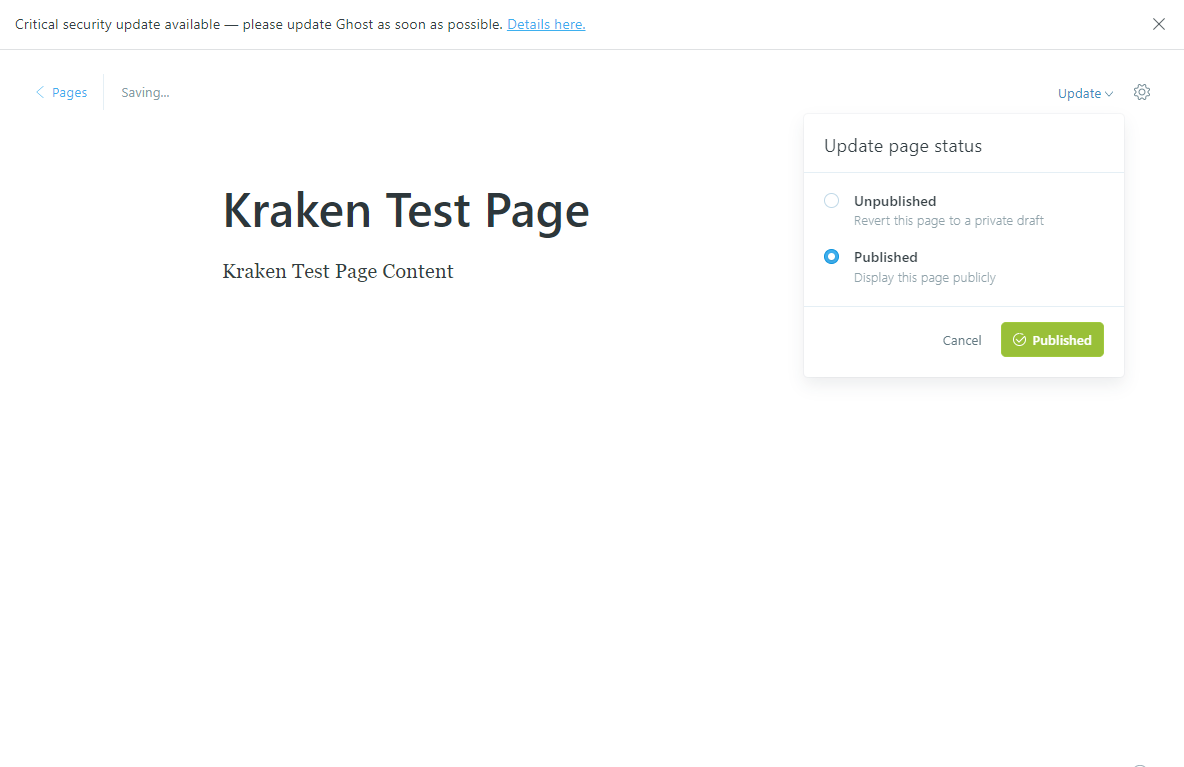 Critical security update available — please update Ghost as soon as possible. Details here.
Pages
Saving...
Update
Update page status
Unpublished
Revert this page to a private draft
Published
Display this page publicly
Cancel
Published
Kraken Test Page
Kraken Test Page Content